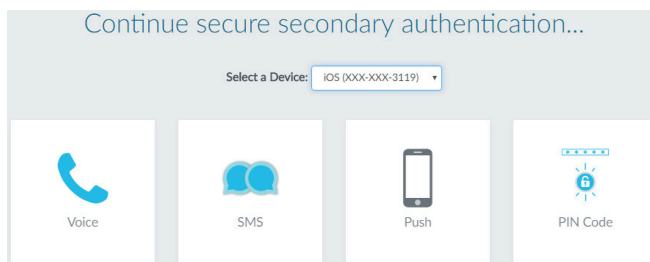 Continue secure secondary authentication...
Select a Device: iOS (XXX-XXX-3119)
Voice SMS Push PIN Code